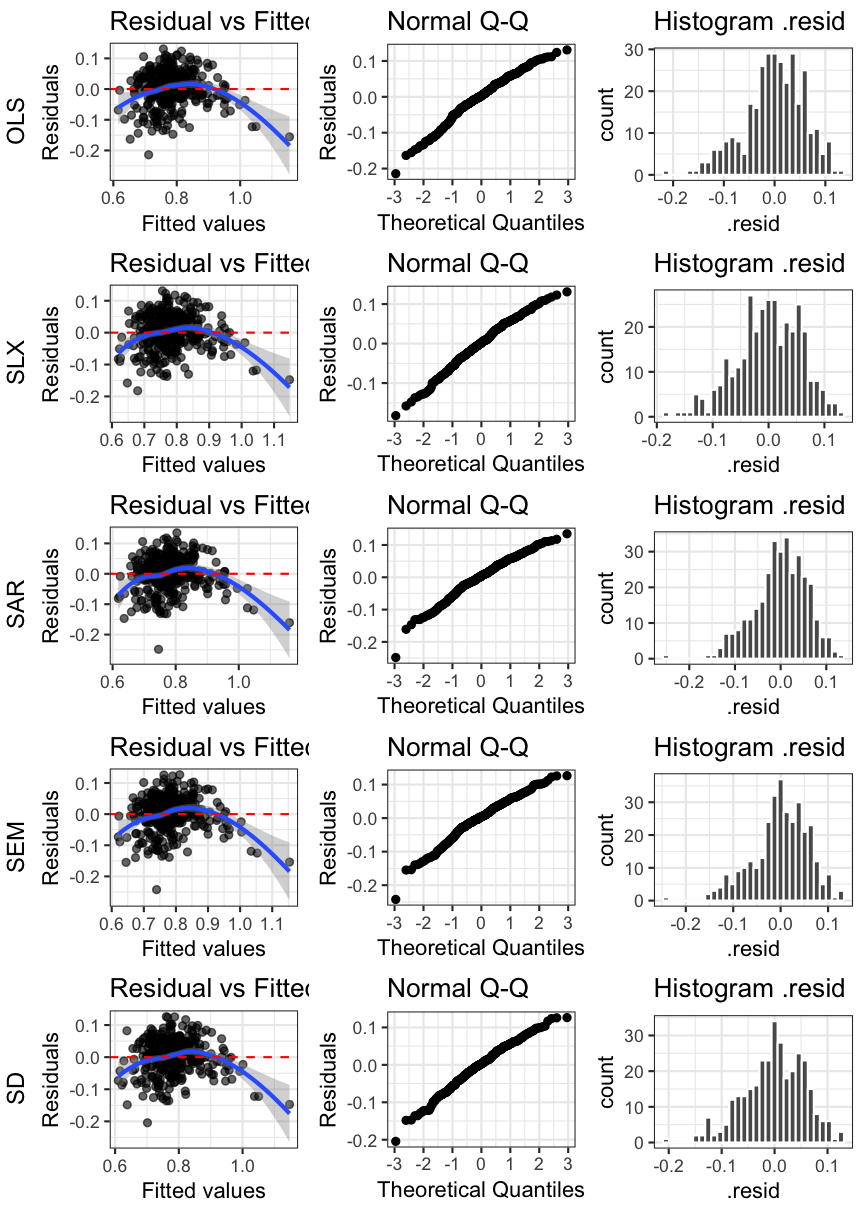 Residual vs Fitted Normal Q-Q Histogram .resid
OLS
Residuals
0.1
0.0
-0.1
-0.2
0.6 0.8 1.0
Fitted values
Residuals
0.1
0.0
-0.1
-0.2
-3 -2 -1 0 1 2 3
Theoretical Quantiles
count
30
20
10
0
-0.2 -0.1 0.0 0.1
.resid
Residual vs Fitted Normal Q-Q Histogram .resid
SLX
Residuals
0.1
0.0
-0.1
-0.2
0.6 0.7 0.8 0.9 1.0 1.1
Fitted values
Residuals
0.1
0.0
-0.1
-3 -2 -1 0 1 2 3
Theoretical Quantiles
count
20
10
0
-0.2 -0.1 0.0 0.1
.resid
Residual vs Fitted Normal Q-Q Histogram .resid
SAR
Residuals
0.1
0.0
-0.1
-0.2
0.6 0.8 1.0
Fitted values
Residuals
0.1
0.0
-0.1
-0.2
-3 -2 -1 0 1 2 3
Theoretical Quantiles
count
30
20
10
0
-0.2 -0.1 0.0 0.1
.resid
Residual vs Fitted Normal Q-Q Histogram .resid
SEM
Residuals
0.1
0.0
-0.1
-0.2
0.6 0.7 0.8 0.9 1.0 1.1
Fitted values
Residuals
0.1
0.0
-0.1
-0.2
-3 -2 -1 0 1 2 3
Theoretical Quantiles
count
30
20
10
0
-0.2 -0.1 0.0 0.1
.resid
Residual vs Fitted Normal Q-Q Histogram .resid
SD
Residuals
0.1
0.0
-0.1
-0.2
0.6 0.8 1.0
Fitted values
Residuals
0.1
0.0
-0.1
-0.2
-3 -2 -1 0 1 2 3
Theoretical Quantiles
count
30
20
10
0
-0.2 -0.1 0.0 0.1
.resid